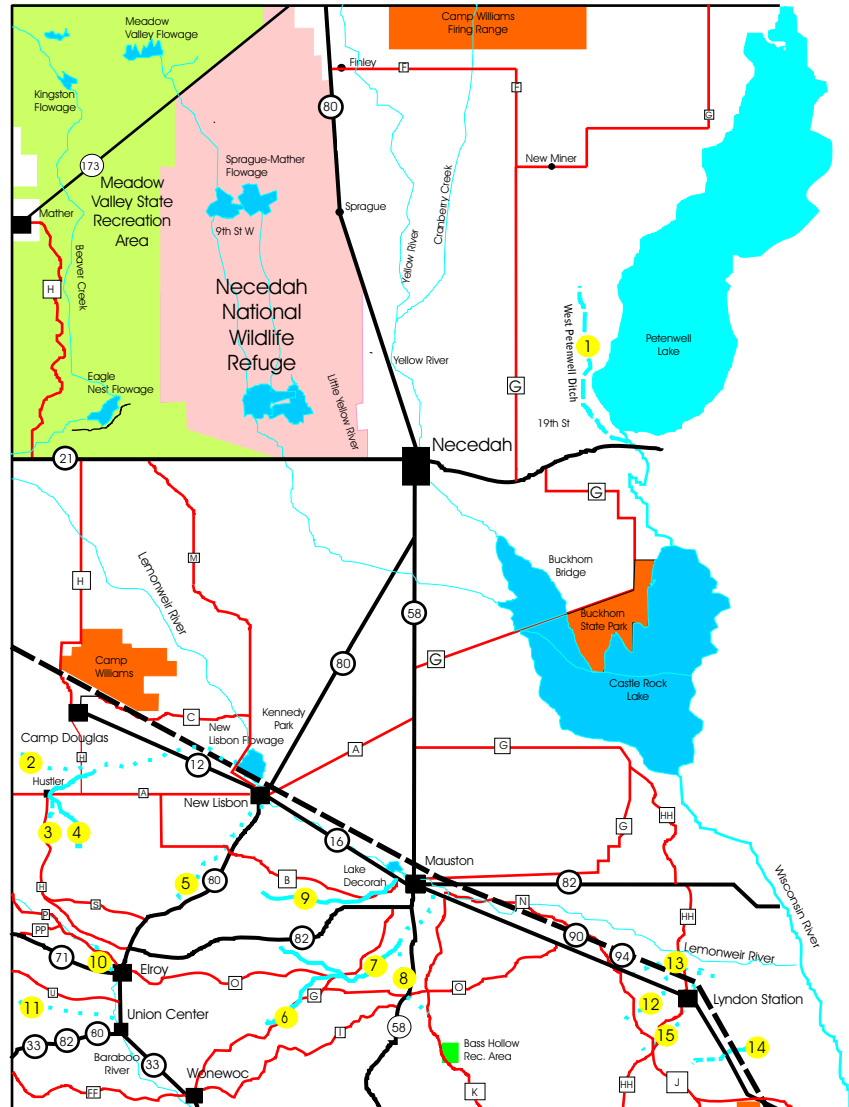 Meadow
Valley Flowage
Camp Williams
Firing Range
Finley
F
Kingston
Flowage
F
80
G
173
Sprague-Mather
Flowage
New Miner
Meadow
Valley State
Recreation
Area
Mather
Sprague
9th St W
Cranberry Creek
Yellow River
Beaver Creek
H
Necedah
National
Wildlife
Refuge
West Petenwell Ditch
1
Petenwell
Lake
Yellow River
Eagle
Nest Flowage
Little Yellow River
G
19th St
Necedah
21
G
Lemonweir River
M
H
Buckhorn
Bridge
58
Buckhorn
State Park
Camp
Williams
80
G
Castle Rock
Lake
C
Kennedy
Park
New
Lisbon Flowage
Camp Douglas
H
2
12
A
G
Hustler
A
New Lisbon
HH
3
4
16
G
Lake
Decorah
Mauston
5
80
B
82
H
9
S
N
HH
P
PP
82
90
94
Wisconsin River
Lemonweir River
71
10
Elroy
O
7
8
13
U
G
O
12
Lyndon Station
11
Union Center
6
58
15
33
82
80
I
14
Baraboo
River
33
Bass Hollow
Rec. Area
Wonewoc
FF
K
HH
J